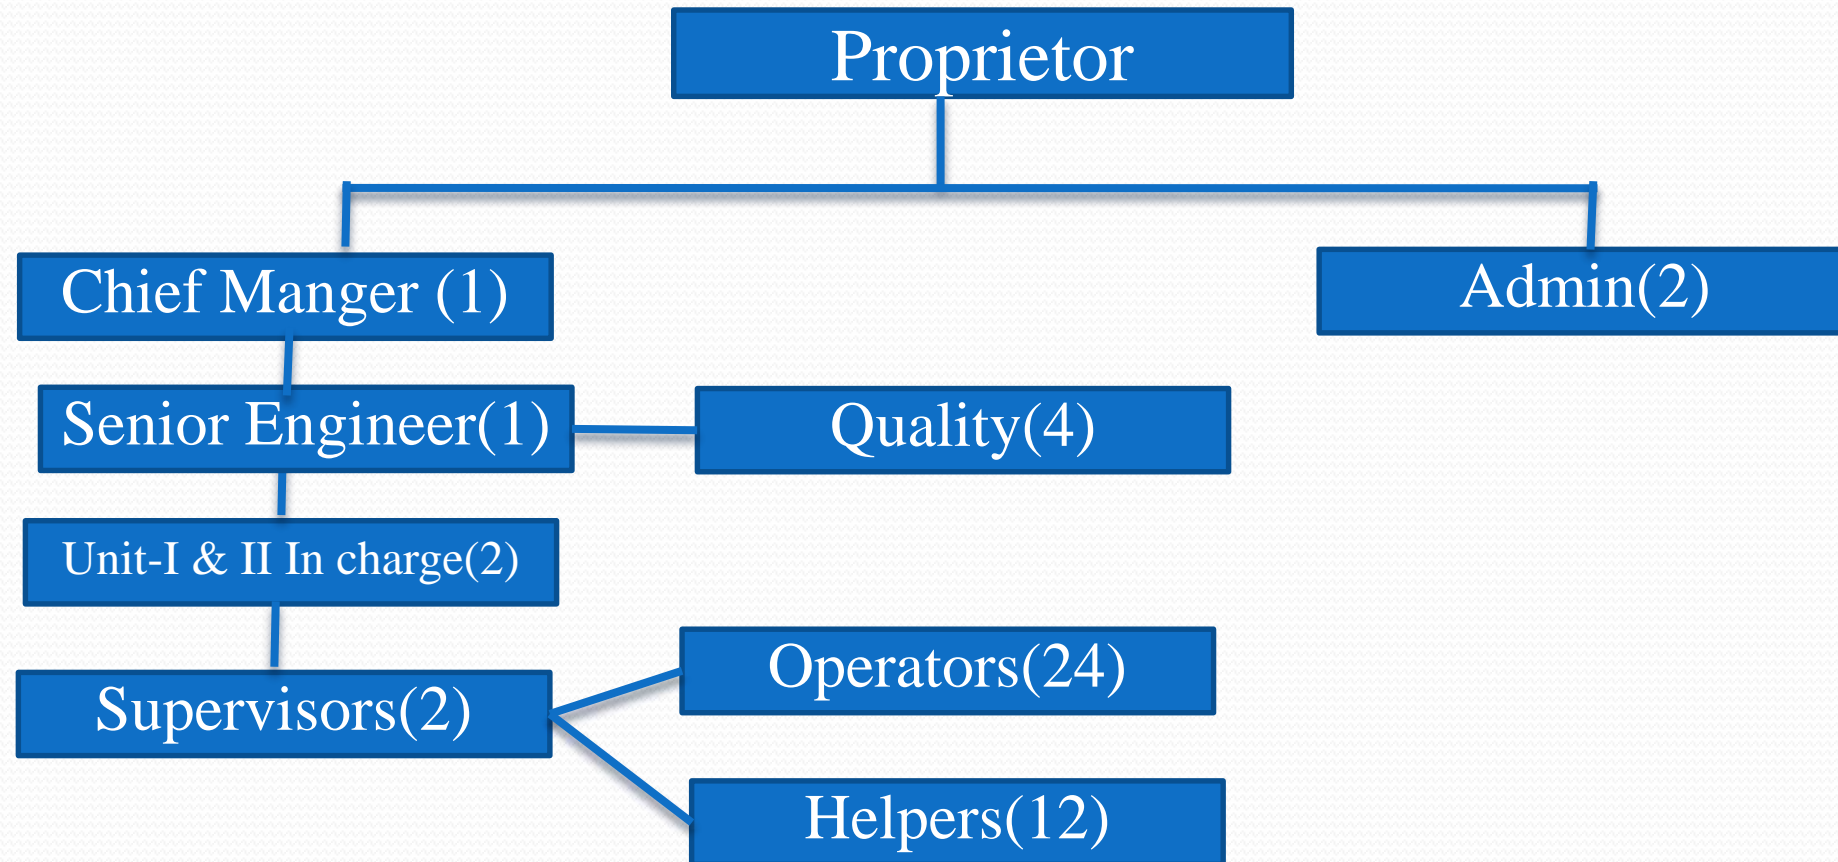 Proprietor
Chief Manger (1)
Admin(2)
Senior Engineer(1)
Quality(4)
Unit-I & II In charge(2)
Operators(24)
Supervisors(2)
Helpers(12)